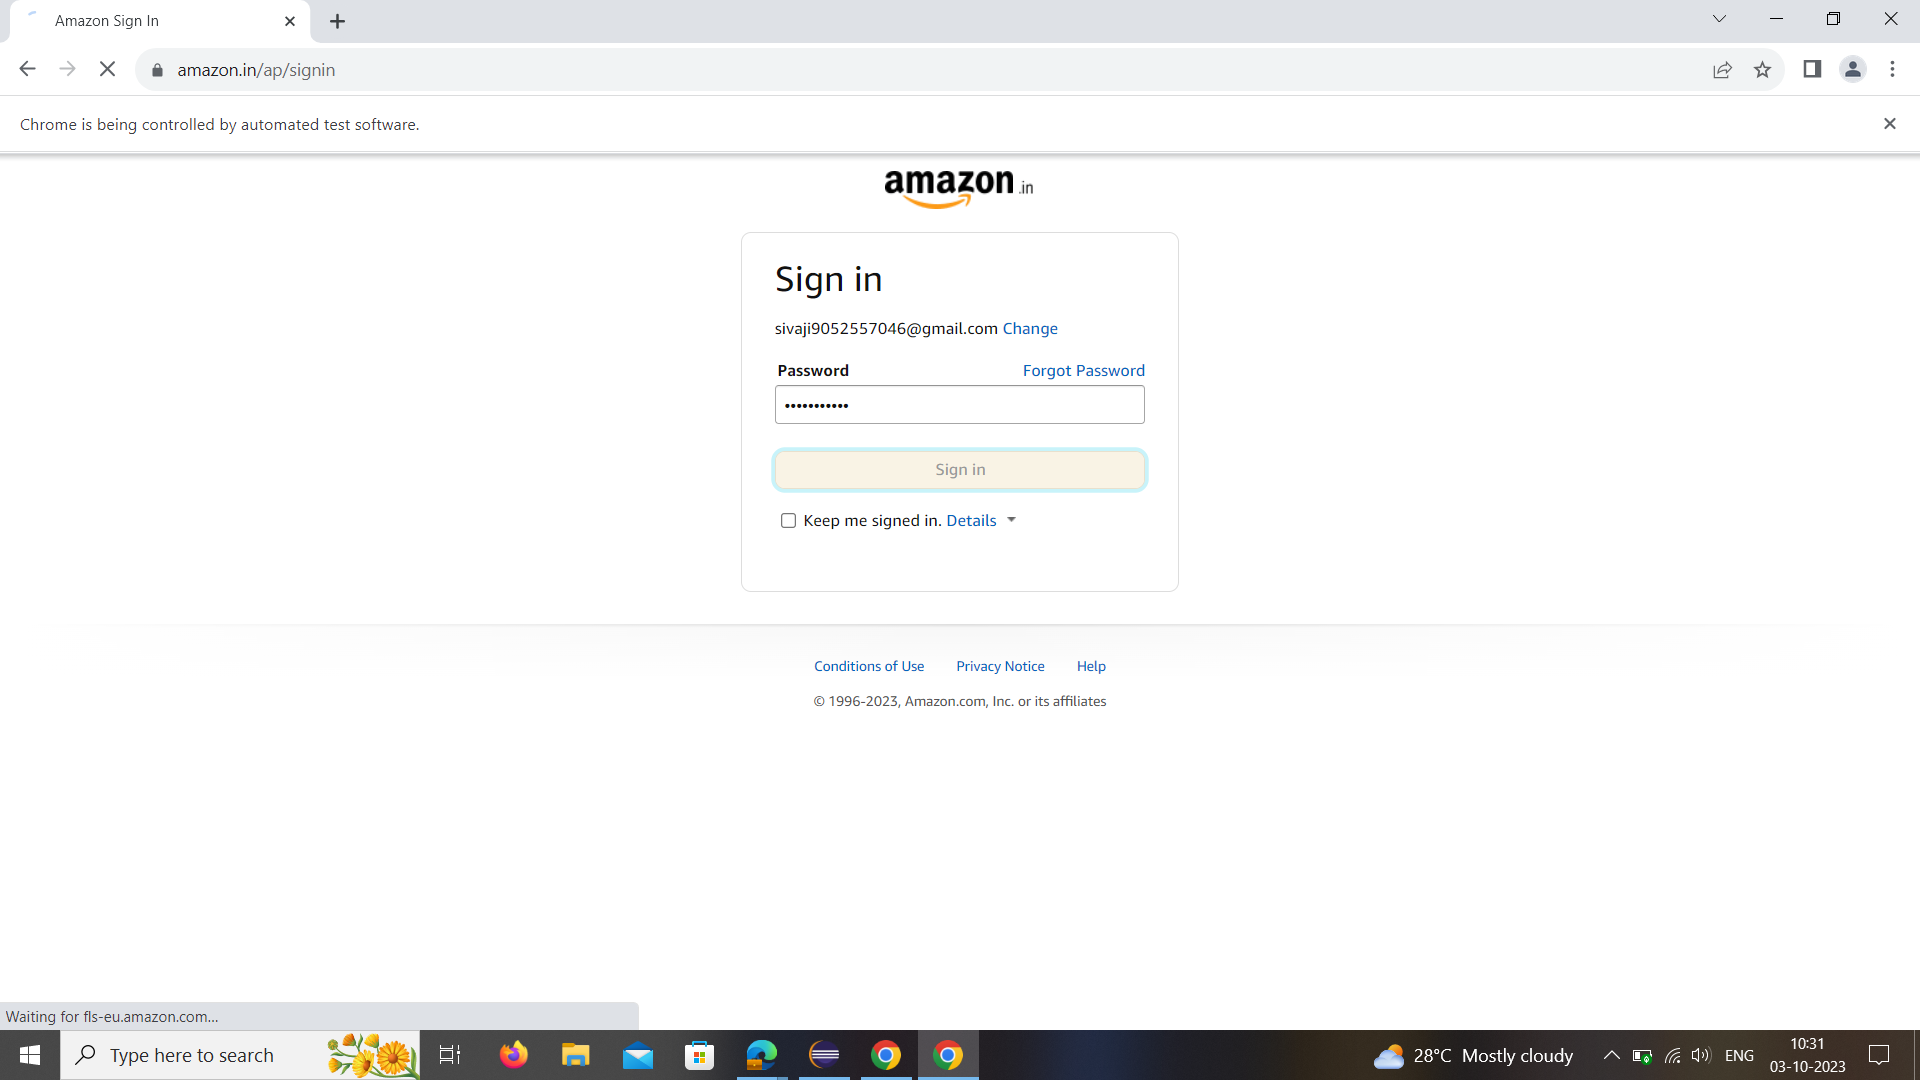 Amazon Sign In
amazon.in/ap/signin
Chrome is being controlled by automated test software.
amazon.in
Sign in
sivaji9052557046@gmail.com Change
Password Forgot Password
•••••••••••
Sign in
Keep me signed in. Details
Conditions of Use Privacy Notice Help
© 1996-2023, Amazon.com, Inc. or its affiliates
Waiting for fls-eu.amazon.com...
Type here to search
28°C Mostly cloudy
ENG
10:31
03-10-2023